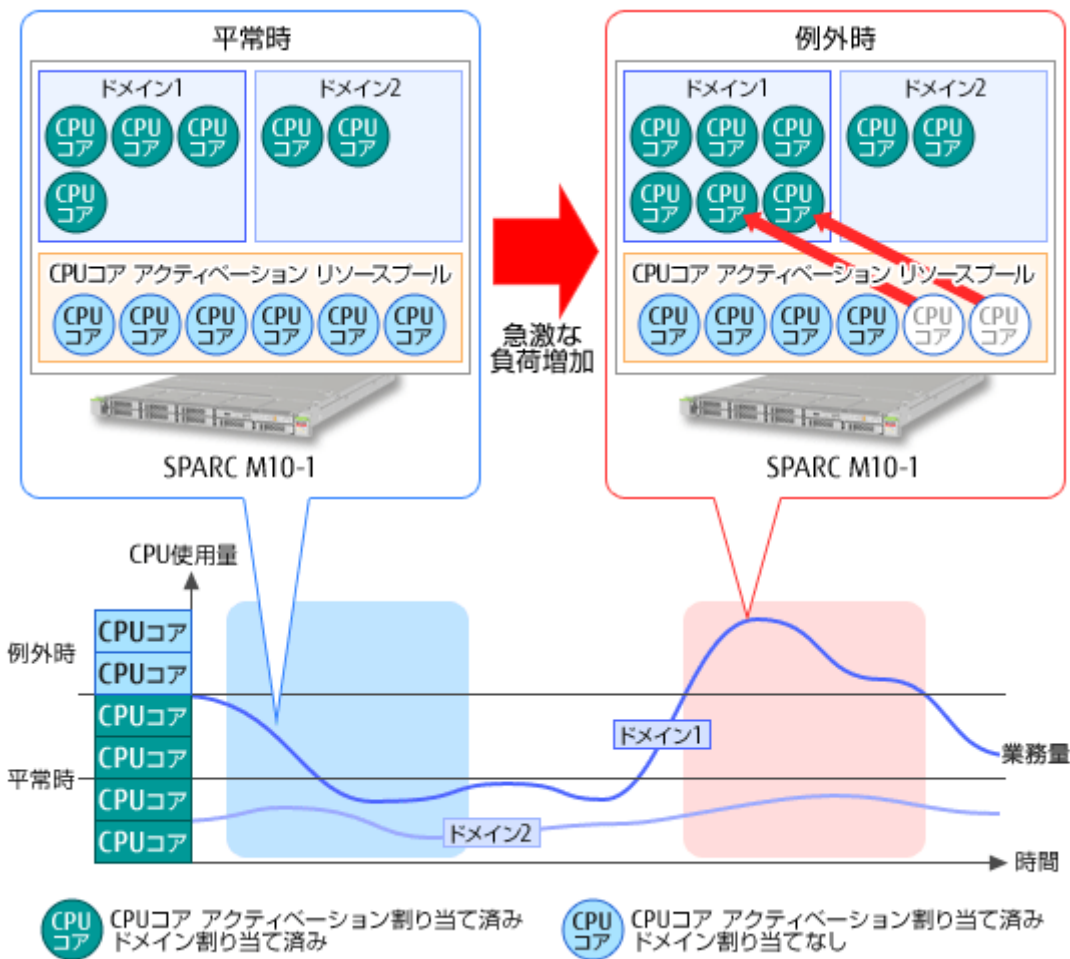 平常時
ドメイン1
CPU
コア
CPU
コア
CPU
コア
CPU
コア
ドメイン2
CPU
コア
CPU
コア
CPUコア アクティベーション リソースプール
CPU
コア
CPU
コア
CPU
コア
CPU
コア
CPU
コア
CPU
コア
SPARC M10-1
急激な
負荷増加
例外時
ドメイン1
CPU
コア
CPU
コア
CPU
コア
CPU
コア
CPU
コア
CPU
コア
ドメイン2
CPU
コア
CPU
コア
CPUコア アクティベーション リソースプール
CPU
コア
CPU
コア
CPU
コア
CPU
コア
CPU
コア
CPU
コア
SPARC M10-1
CPU使用量
例外時
CPUコア
CPUコア
平常時
CPUコア
CPUコア
CPUコア
CPUコア
ドメイン1
ドメイン2
業務量
時間
CPU
コア
CPUコア アクティベーション割り当て済み
ドメイン割り当て済み
CPU
コア
CPUコア アクティベーション割り当て済み
ドメイン割り当てなし